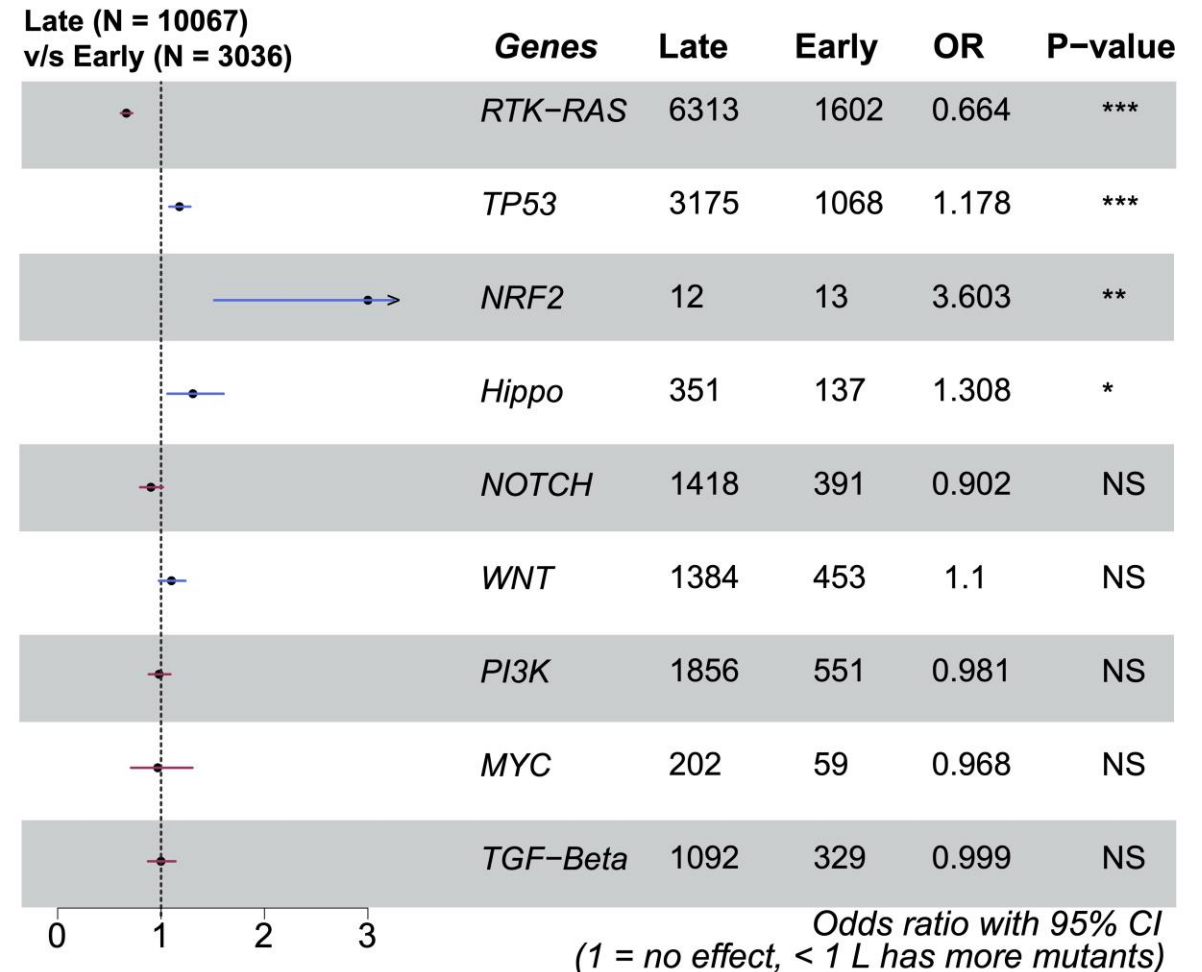 Late (N = 10067)
v/s Early (N = 3036)
Genes Late Early OR P−value
RTK−RAS 6313 1602 0.664 ***
TP53 3175 1068 1.178 ***
NRF2 12 13 3.603 **
Hippo 351 137 1.308 *
NOTCH 1418 391 0.902 NS
WNT 1384 453 1.1 NS
PI3K 1856 551 0.981 NS
MYC 202 59 0.968 NS
TGF−Beta 1092 329 0.999 NS
0 1 2 3
Odds ratio with 95% CI
(1 = no effect, < 1 L has more mutants)